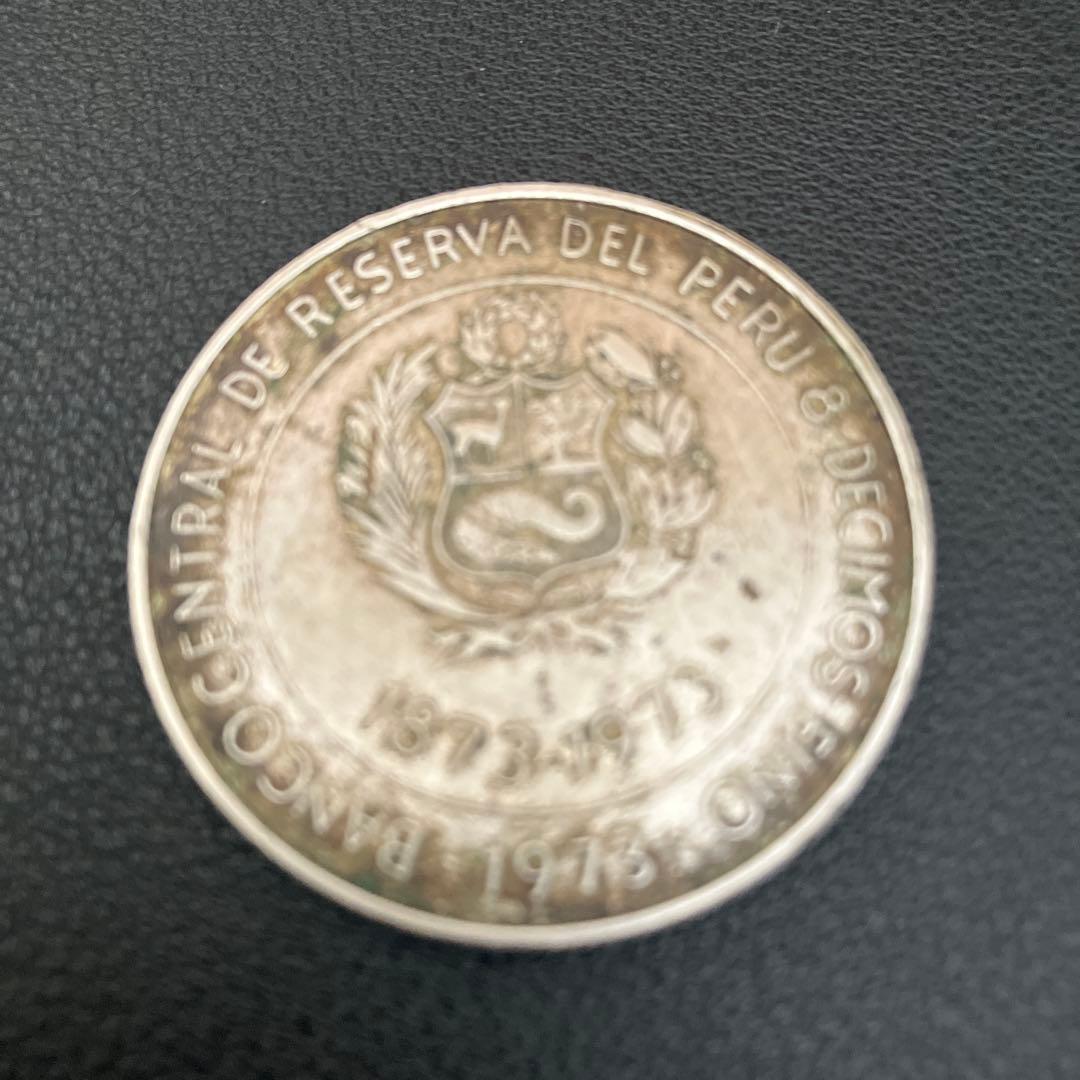 BANCO CENTRAL DE RESERVA DEL PERU 8 DECIMOS FINO
1973
1873·1973